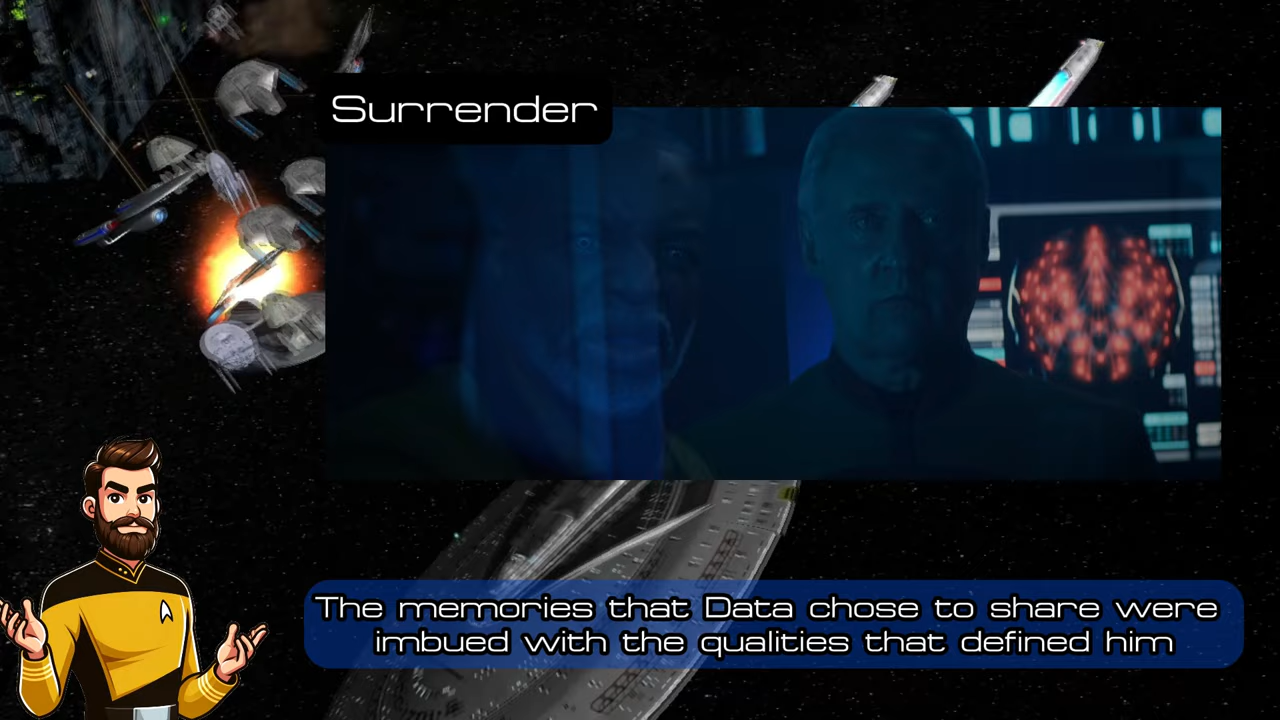 Surrender
The memories that Data chose to share were
imbued with the qualities that defined him